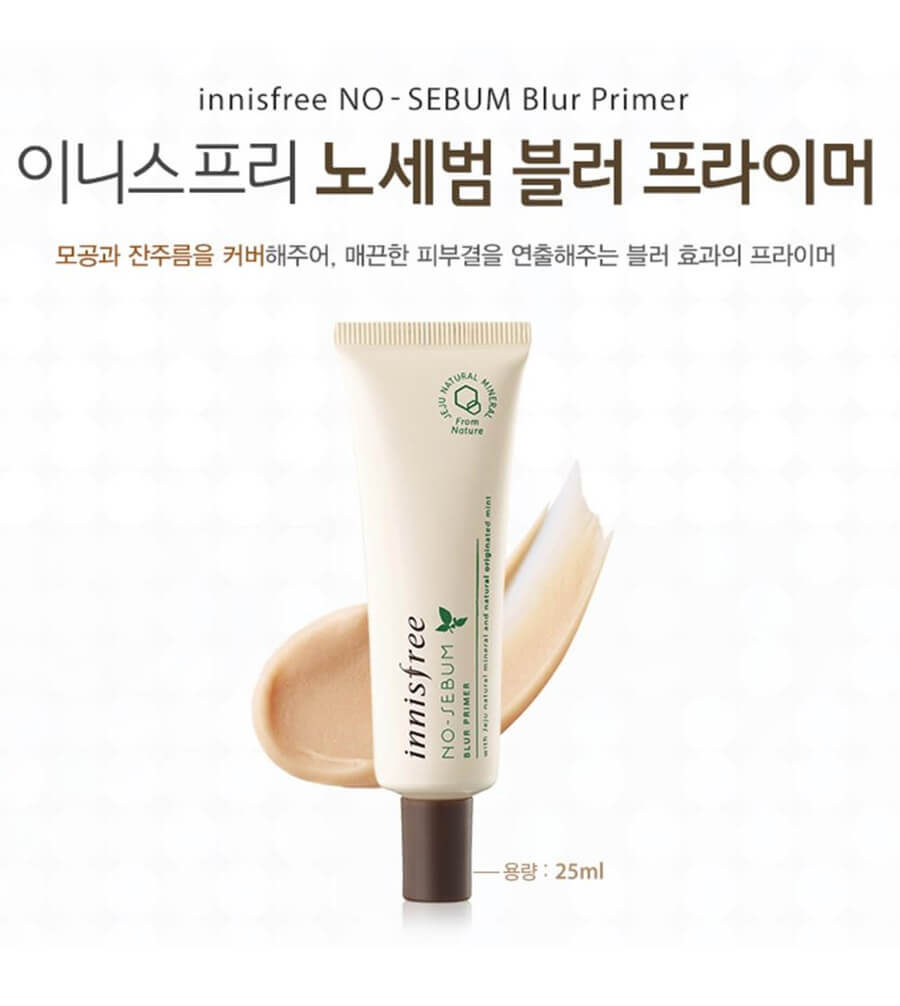 innisfree NO-SEBUM Blur Primer
이니스프리 노세범 블러 프라이머
모공과 잔주름을 커버해주어, 매끈한 피부결을 연출해주는 블러 효과의 프라이머
JEJU NATURAL MINERAL
From
Nature
innisfree
NO-SEBUM
BLUR PRIMER
with Jeju natural mineral and natural originated mint
용량 : 25ml